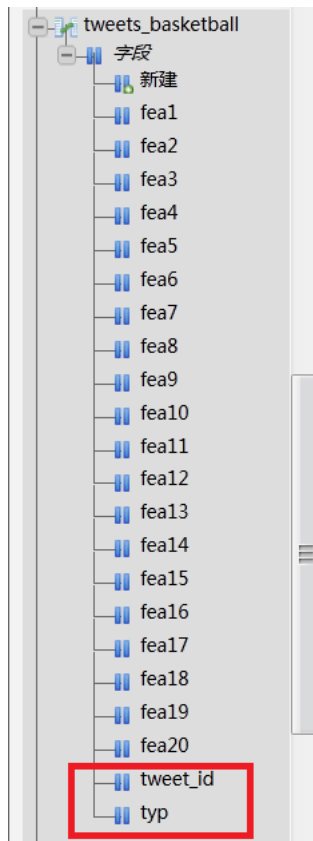 tweets_basketball
字段
新建
fea1
fea2
fea3
fea4
fea5
fea6
fea7
fea8
fea9
fea10
fea11
fea12
fea13
fea14
fea15
fea16
fea17
fea18
fea19
fea20
tweet_id
typ